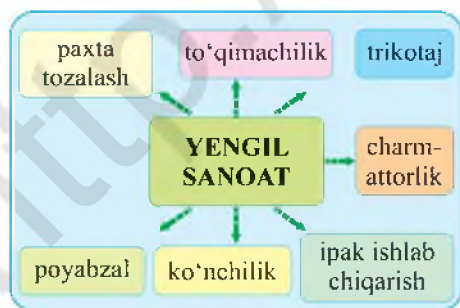 paxta
tozalash
to‘qimachilik
trikotaj
YENGIL
SANOAT
charm-
attorlik
poyabzal
ko‘nchilik
ipak ishlab
chiqarish